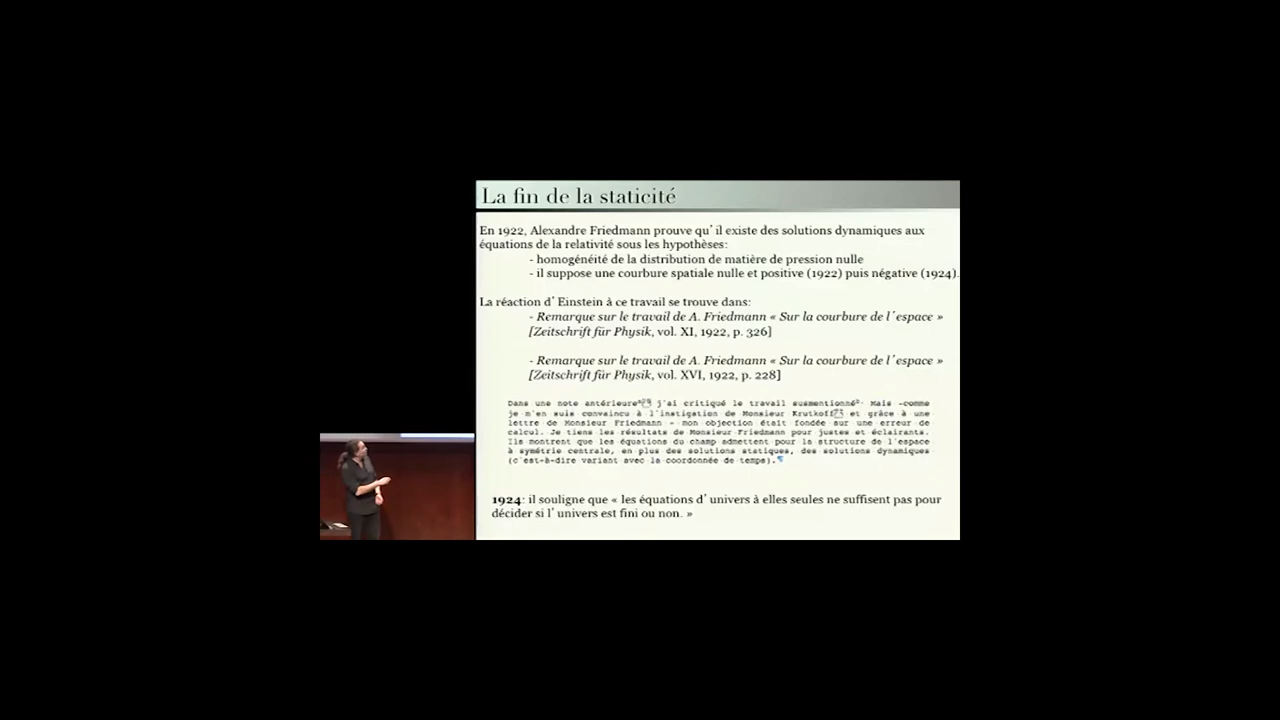 La fin de la staticité
En 1922, Alexandre Friedmann prouve qu' il existe des solutions dynamiques aux
équations de la relativité sous les hypothèses:
- homogénéité de la distribution de matière de pression nulle
- il suppose une courbure spatiale nulle et positive (1922) puis négative (1924).
La réaction d' Einstein à ce travail se trouve dans:
- Remarque sur le travail de A. Friedmann « Sur la courbure de l'espace »
[Zeitschrift für Physik, vol. XI, 1922, p. 326]
- Remarque sur le travail de A. Friedmann « Sur la courbure de l'espace »
[Zeitschrift für Physik, vol. XVI, 1922, p. 228]
Dans une note antérieure j'ai critiqué le travail susmentionné². Mais -comme
je m'en suis convaincu à l'instigation de Monsieur Krutkoff et grâce à une
lettre de Monsieur Friedmann - mon objection était fondée sur une erreur de
calcul. Je tiens les résultats de Monsieur Friedmann pour justes et éclairants.
Ils montrent que les équations du champ admettent pour la structure de l'espace
à symétrie centrale, en plus des solutions statiques, des solutions dynamiques
(c'est-à-dire variant avec la coordonnée de temps).
1924: il souligne que « les équations d' univers à elles seules ne suffisent pas pour
décider si l' univers est fini ou non. »